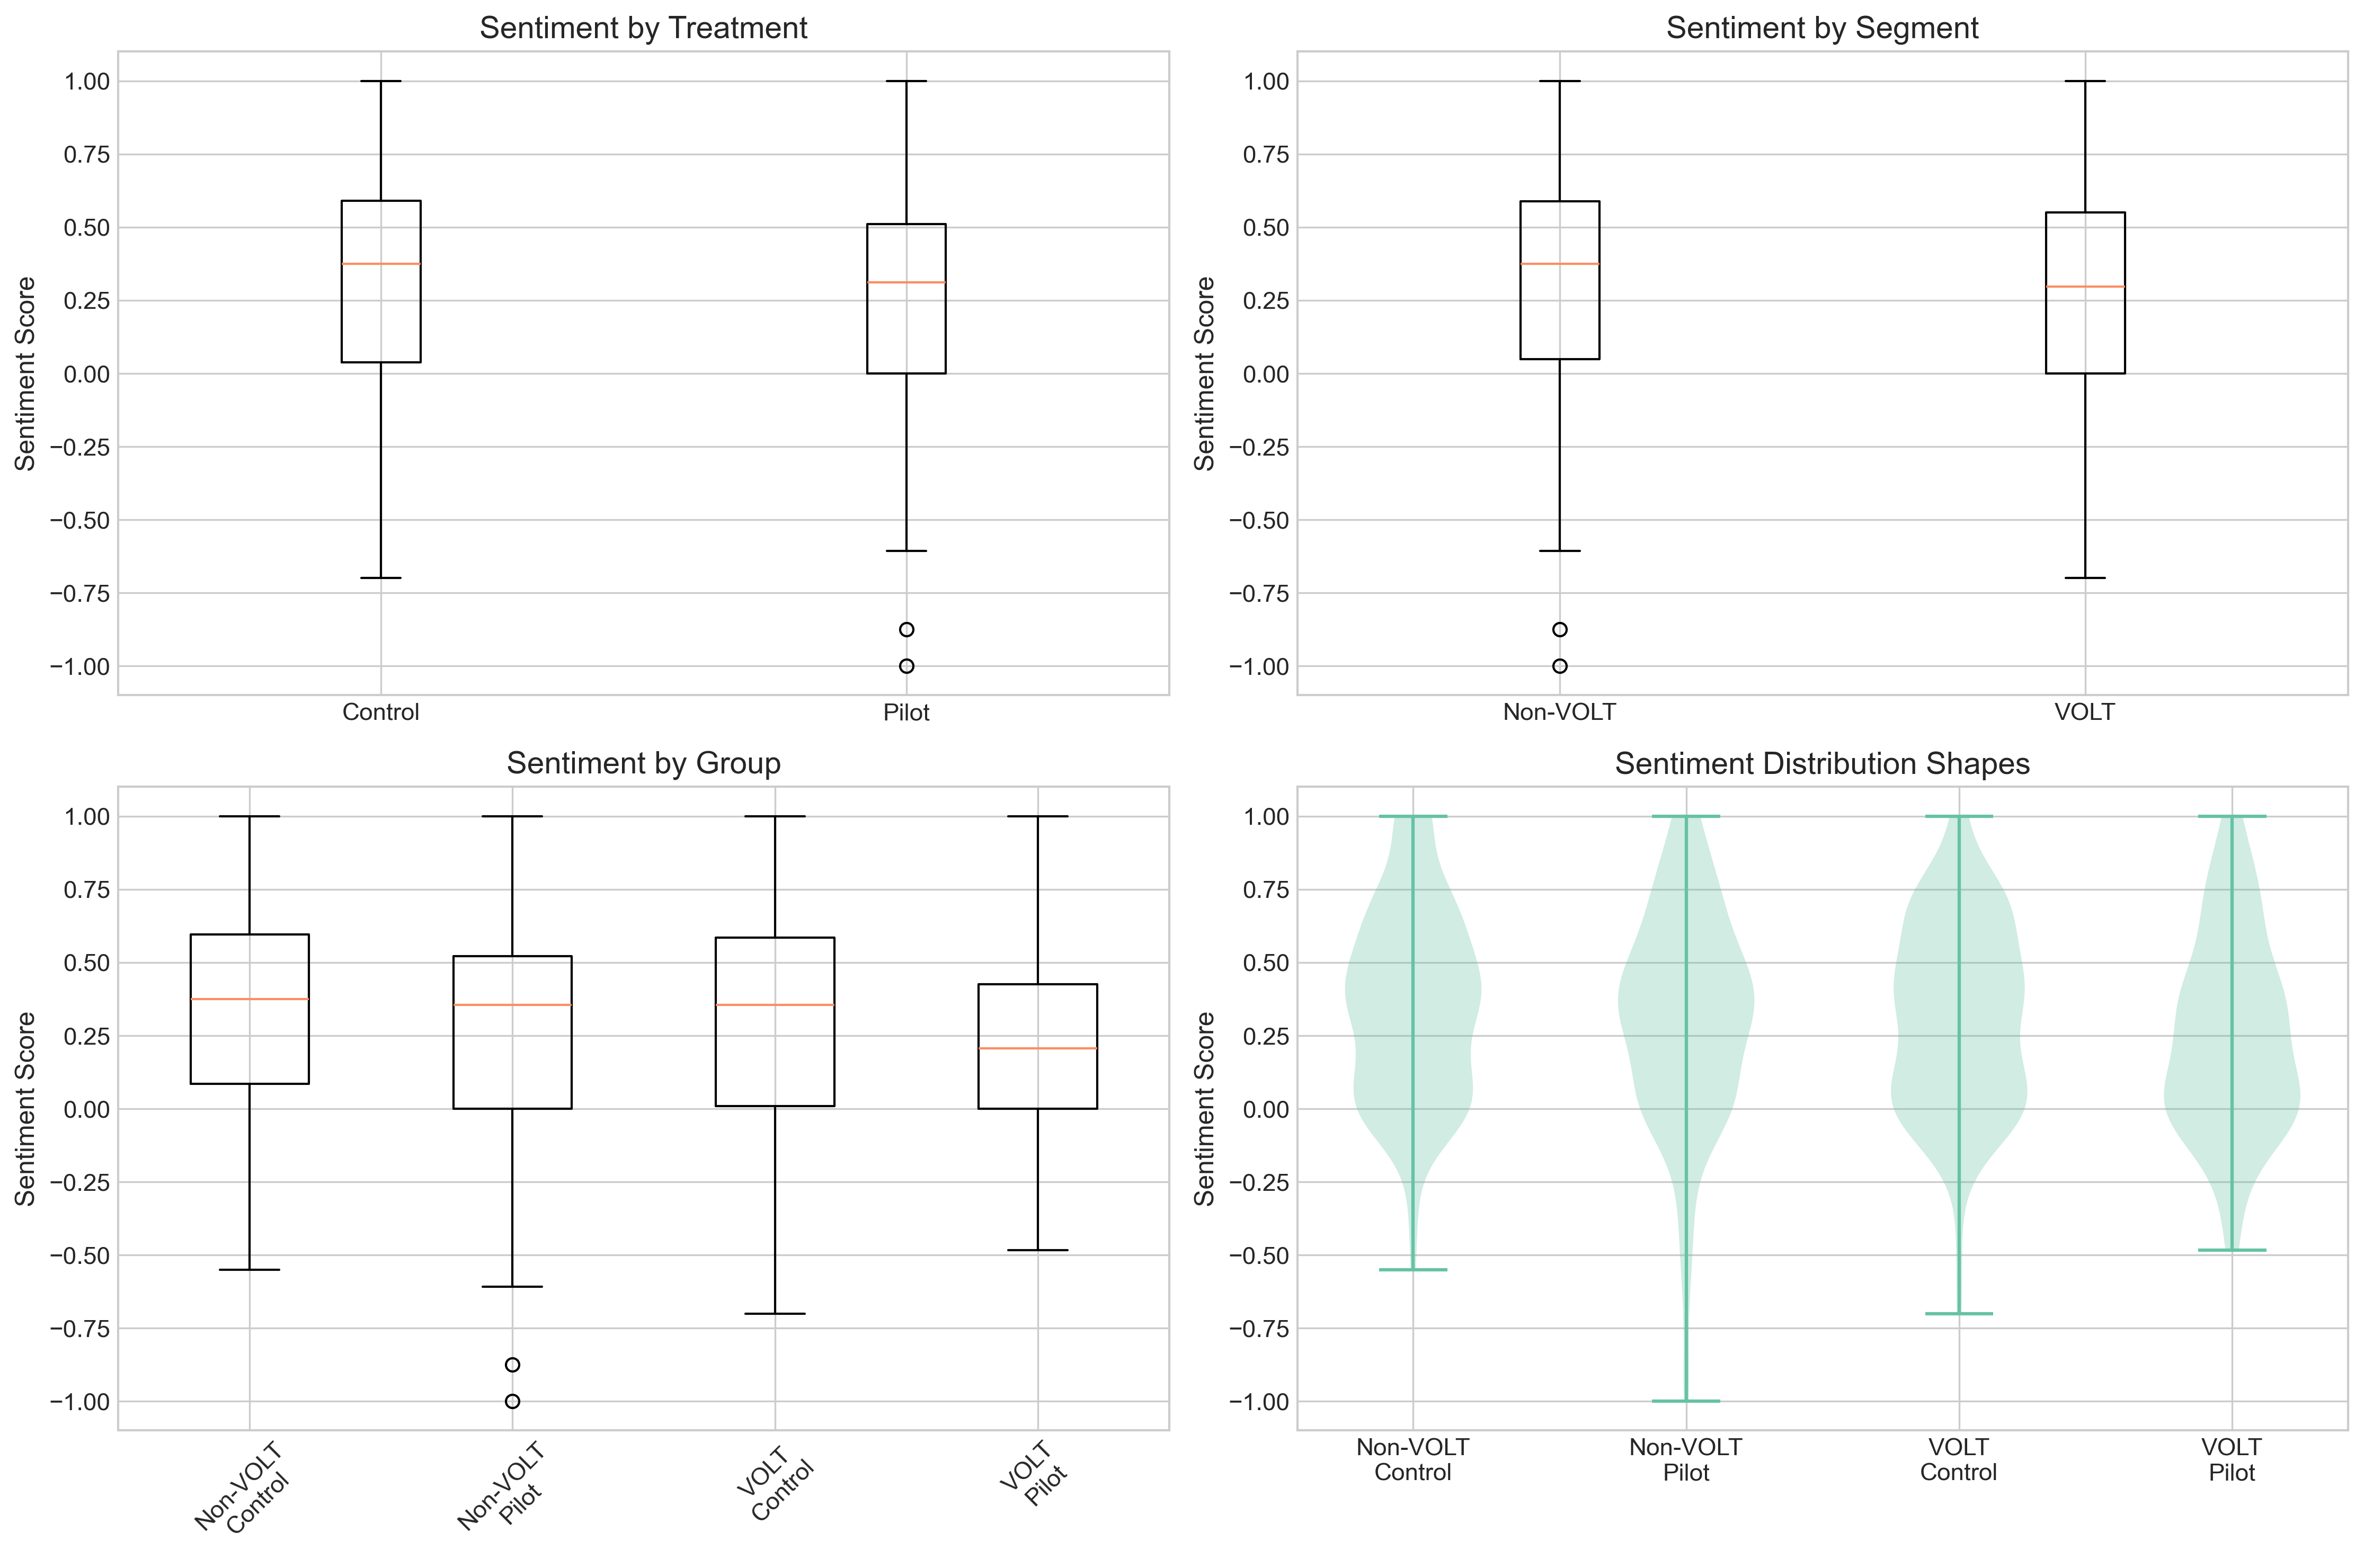 Sentiment by Treatment
Sentiment Score
1.00
0.75
0.50
0.25
0.00
−0.25
−0.50
−0.75
−1.00
Control
Pilot
Sentiment by Segment
Sentiment Score
1.00
0.75
0.50
0.25
0.00
−0.25
−0.50
−0.75
−1.00
Non-VOLT
VOLT
Sentiment by Group
Sentiment Score
1.00
0.75
0.50
0.25
0.00
−0.25
−0.50
−0.75
−1.00
Non-VOLT
Control
Non-VOLT
Pilot
VOLT
Control
VOLT
Pilot
Sentiment Distribution Shapes
Sentiment Score
1.00
0.75
0.50
0.25
0.00
−0.25
−0.50
−0.75
−1.00
Non-VOLT
Control
Non-VOLT
Pilot
VOLT
Control
VOLT
Pilot